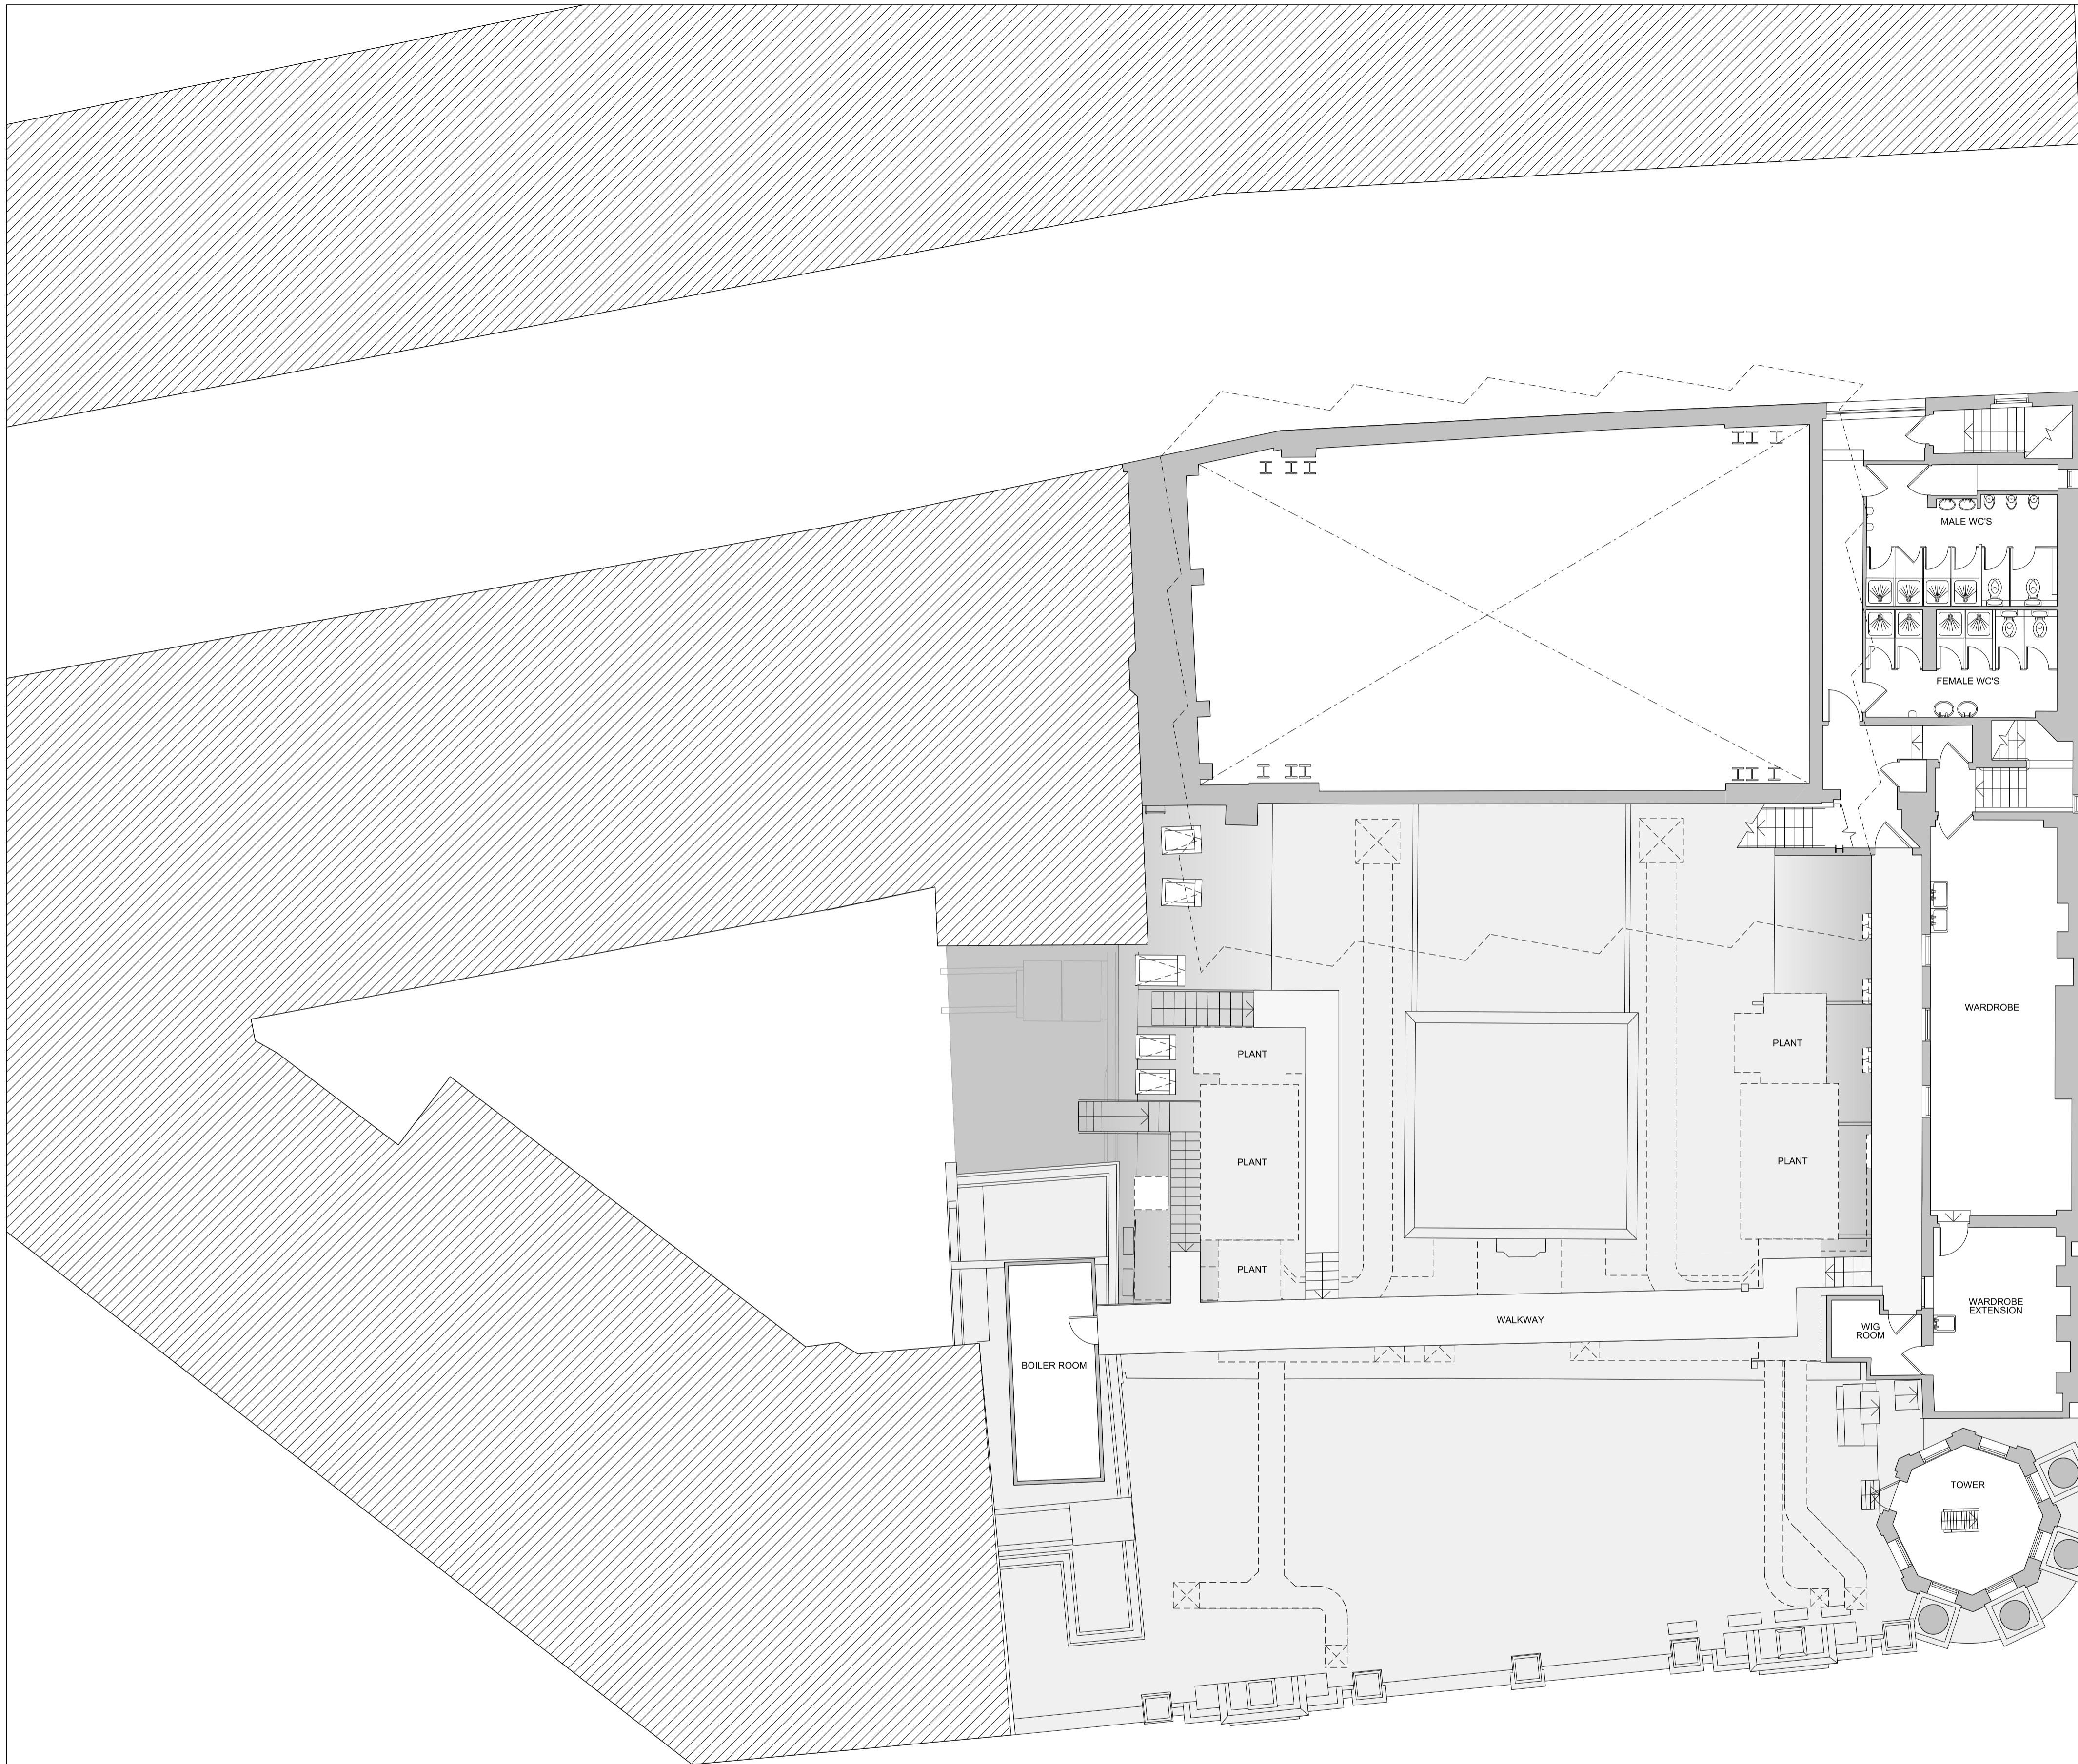 MALE WC'S
FEMALE WC'S
WARDROBE
PLANT
PLANT
PLANT
PLANT
PLANT
WARDROBE
EXTENSION
WALKWAY
WIG
ROOM
BOILER ROOM
TOWER